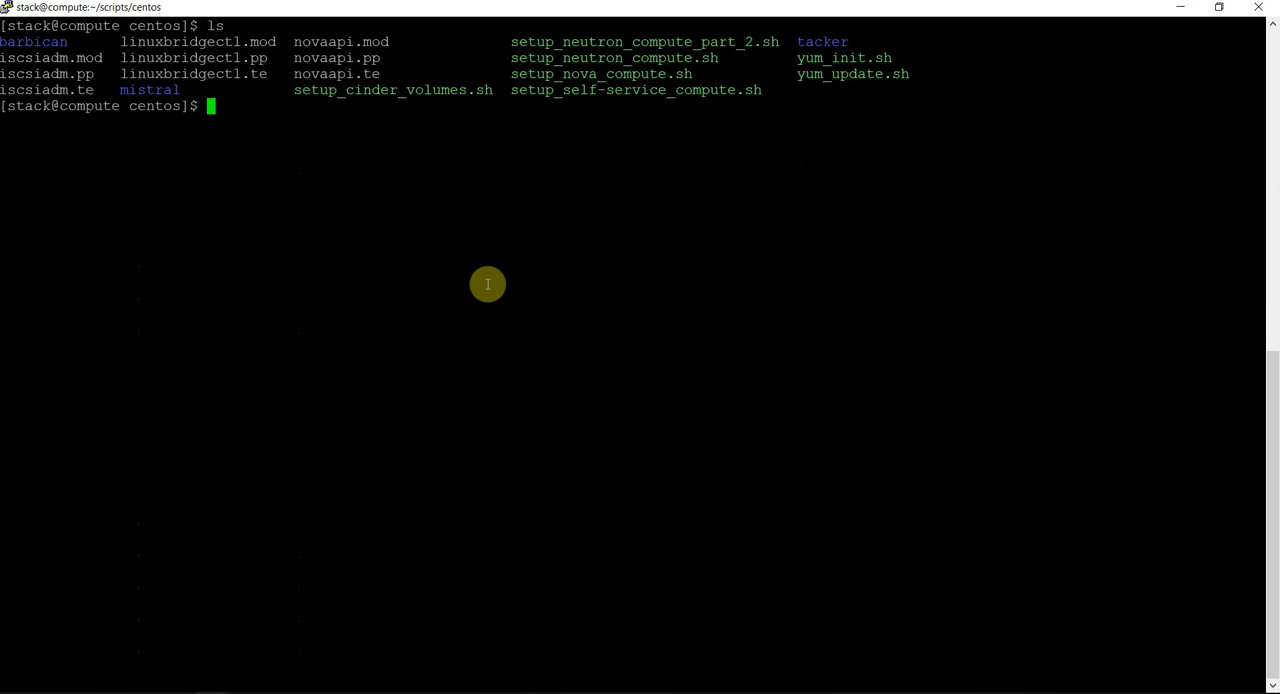 stack@compute:~/scripts/centos
[stack@compute centos]$ ls
barbican linuxbridgectl.mod novaapi.mod setup_neutron_compute_part_2.sh tacker
iscsiadm.mod linuxbridgectl.pp novaapi.pp setup_neutron_compute.sh yum_init.sh
iscsiadm.pp linuxbridgectl.te novaapi.te setup_nova_compute.sh yum_update.sh
iscsiadm.te mistral setup_cinder_volumes.sh setup_self-service_compute.sh
[stack@compute centos]$